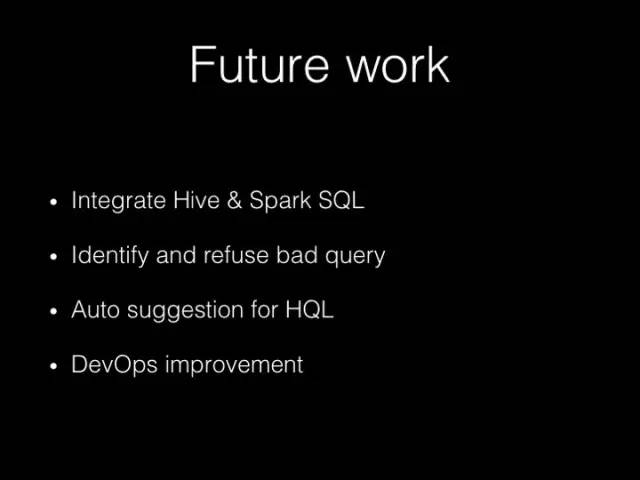 Future work
• Integrate Hive & Spark SQL
• Identify and refuse bad query
• Auto suggestion for HQL
• DevOps improvement